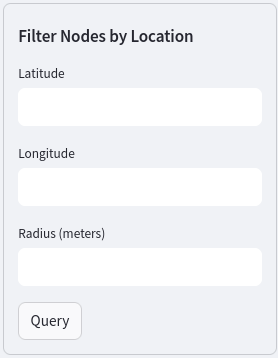 Filter Nodes by Location
Latitude
Longitude
Radius (meters)
Query